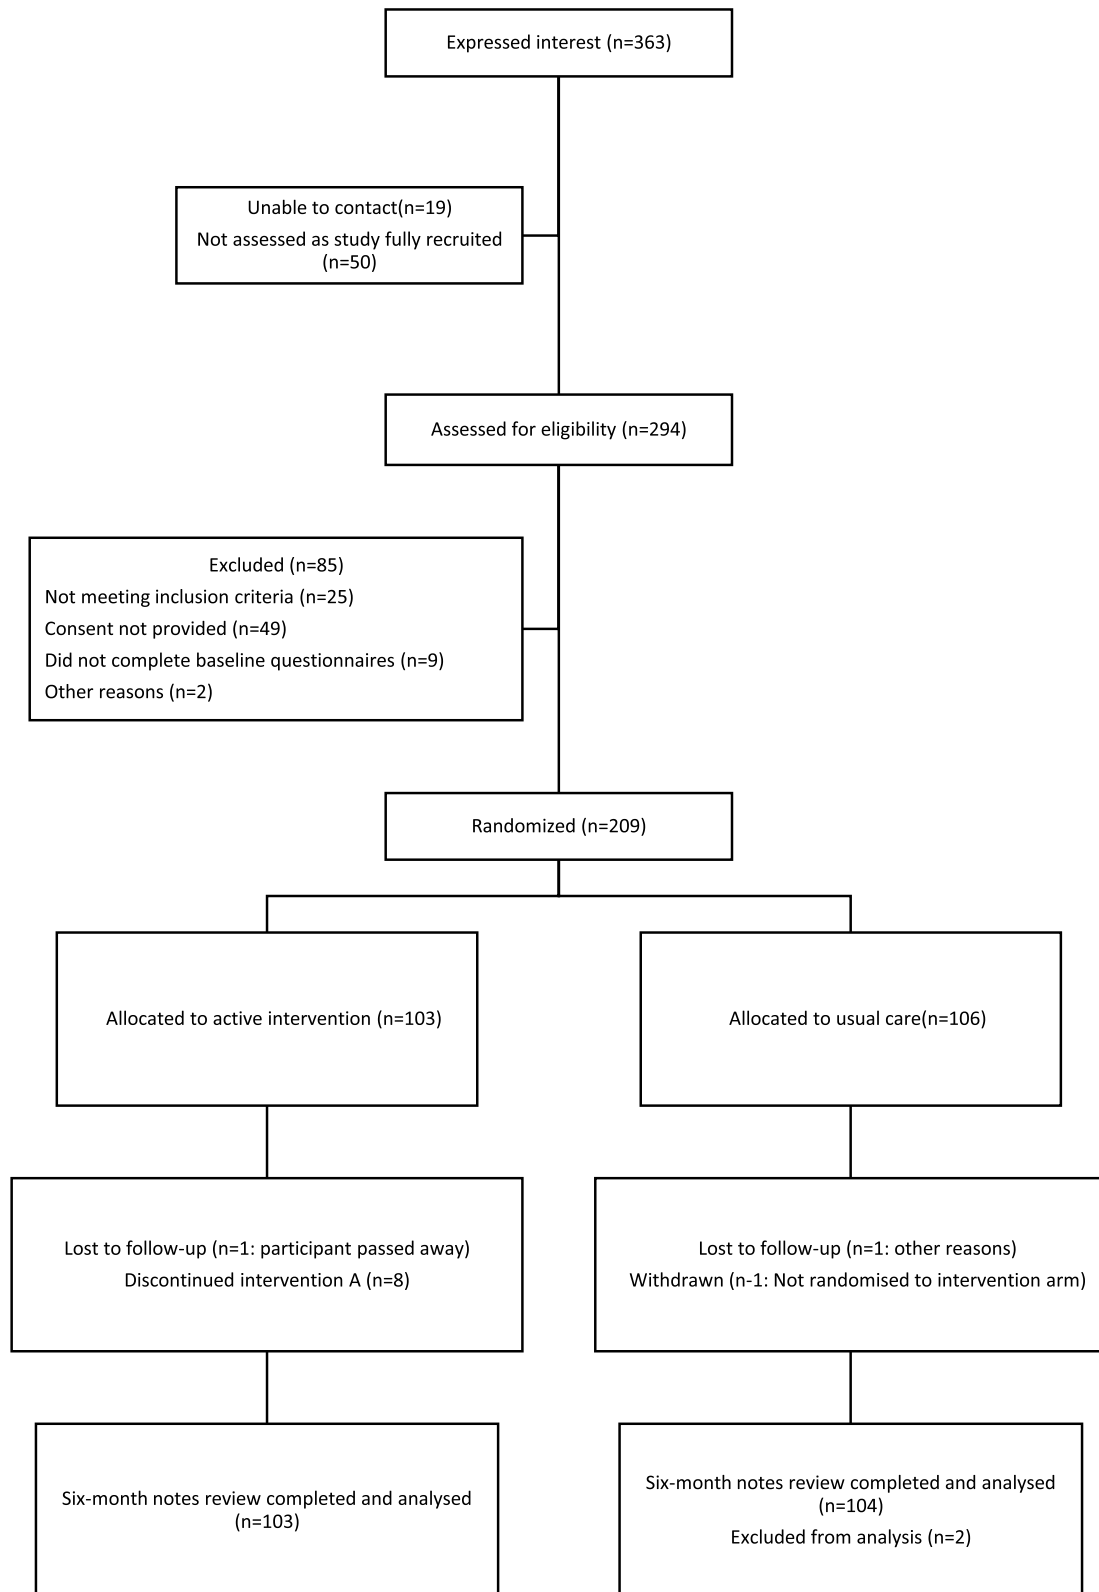 Expressed interest (n=363)
Unable to contact(n=19)
Not assessed as study fully recruited
(n=50)
Assessed for eligibility (n=294)
Excluded (n=85)
Not meeting inclusion criteria (n=25)
Consent not provided (n=49)
Did not complete baseline questionnaires (n=9)
Other reasons (n=2)
Randomized (n=209)
Allocated to active intervention (n=103)
Allocated to usual care(n=106)
Lost to follow-up (n=1: participant passed away)
Discontinued intervention A (n=8)
Lost to follow-up (n=1: other reasons)
Withdrawn (n-1: Not randomised to intervention arm)
Six-month notes review completed and analysed
(n=103)
Six-month notes review completed and analysed
(n=104)
Excluded from analysis (n=2)